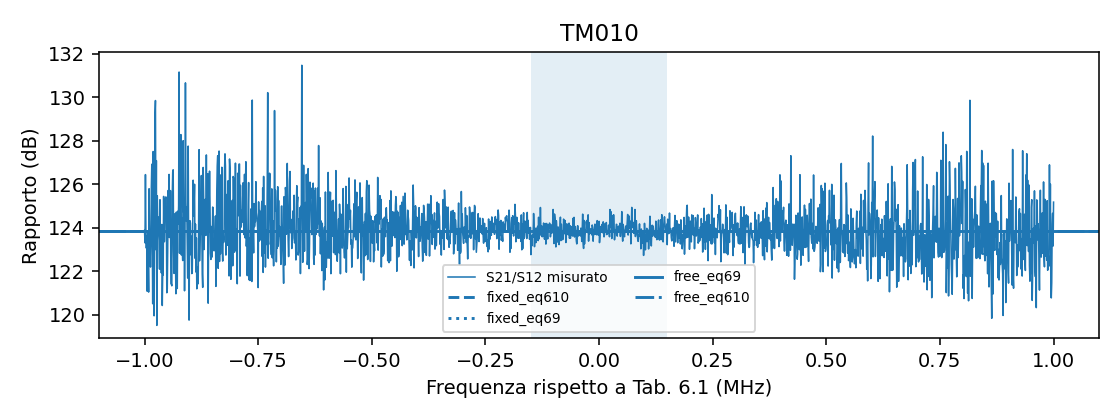 TM010
132
130
128
126
124
122
120
Rapporto (dB)
S21/S12 misurato
fixed_eq610
fixed_eq69
free_eq69
free_eq610
−1.00 −0.75 −0.50 −0.25 0.00 0.25 0.50 0.75 1.00
Frequenza rispetto a Tab. 6.1 (MHz)